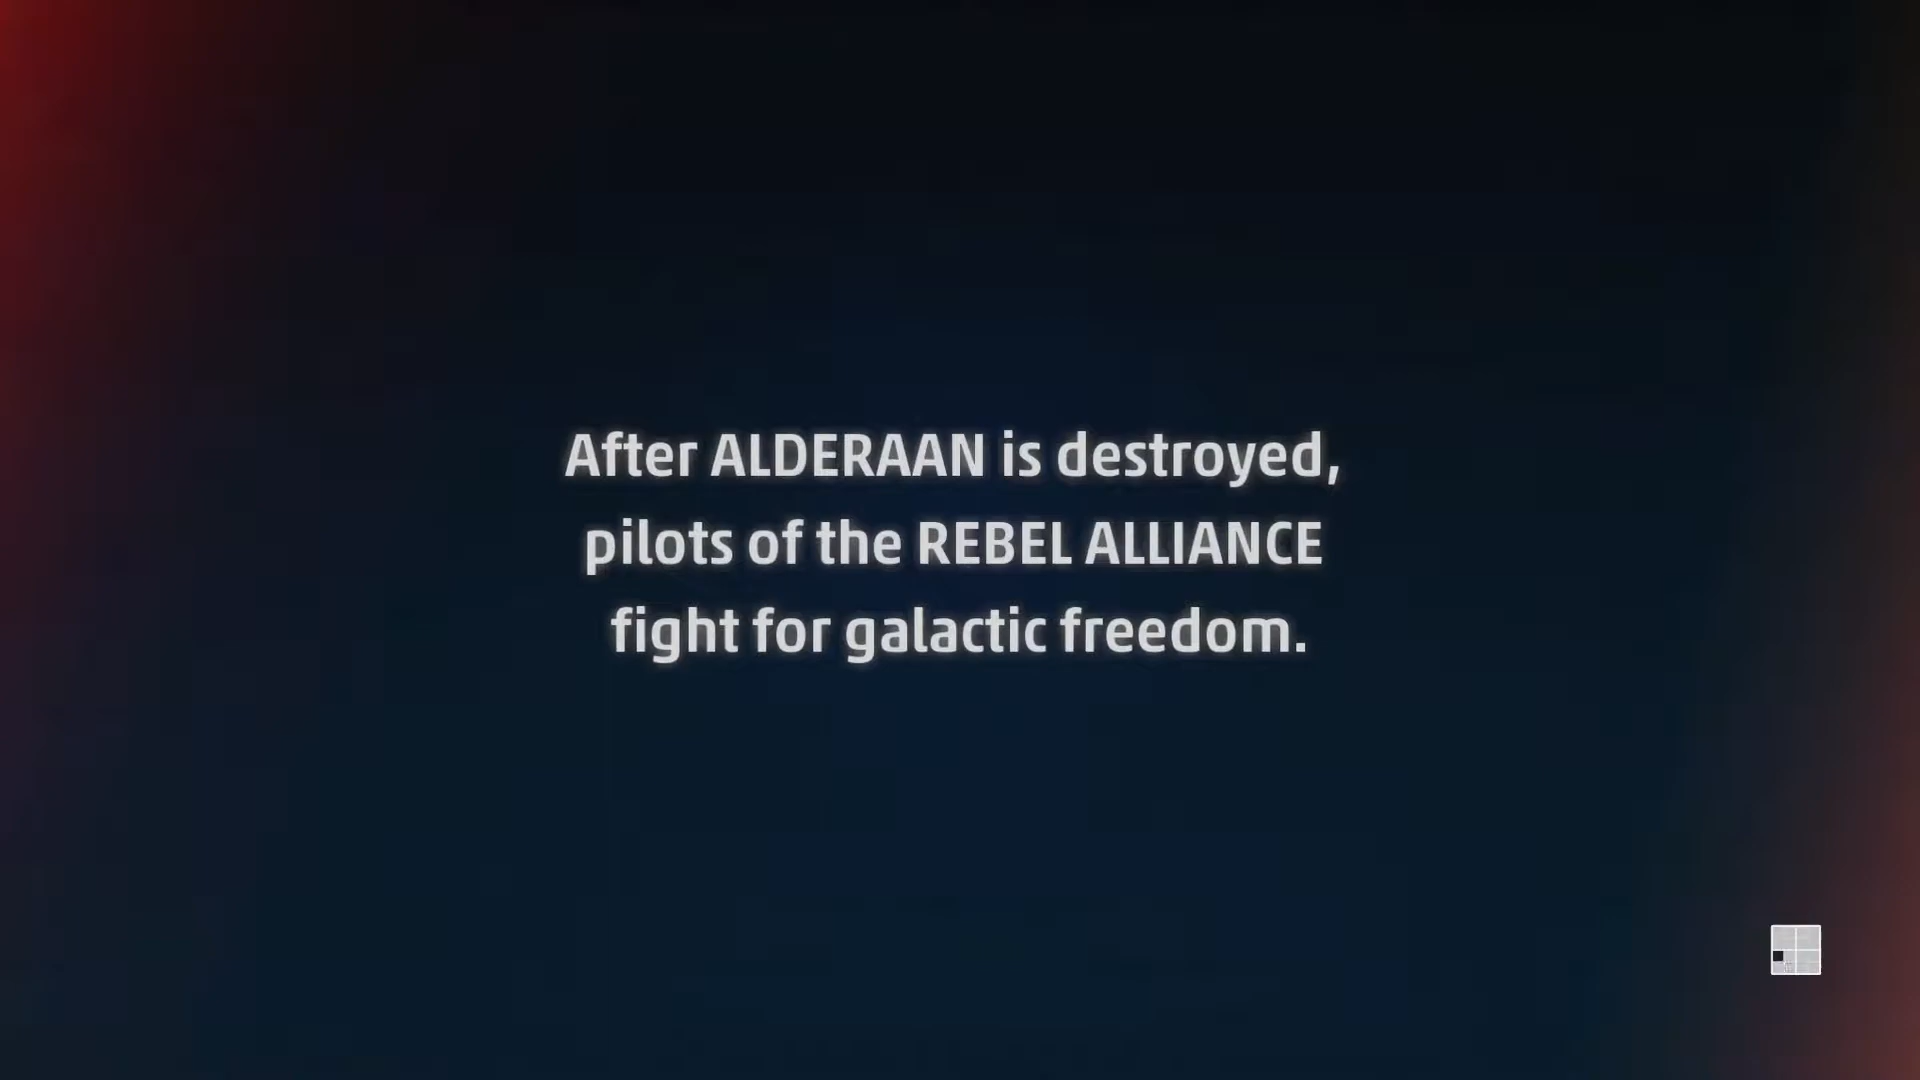 After ALDERAAN is destroyed,
pilots of the REBEL ALLIANCE
fight for galactic freedom.